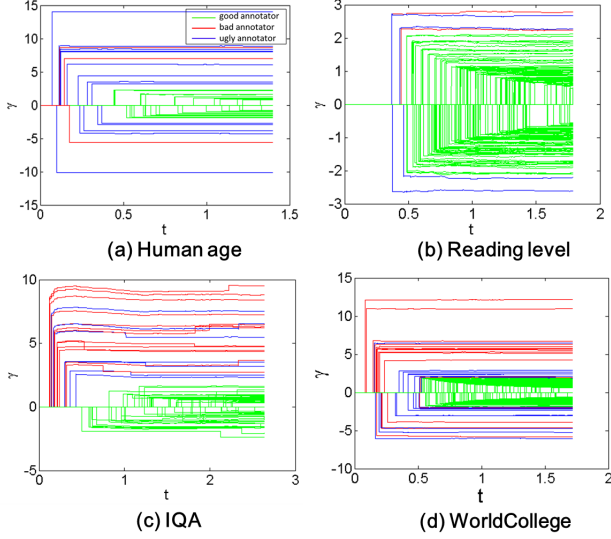 15
10
5
0
-5
-10
-15
γ
0
0.5
1
1.5
t
good annotator
bad annotator
ugly annotator
(a) Human age
3
2
1
0
-1
-2
-3
γ
0
0.5
1
1.5
2
t
(b) Reading level
10
5
0
-5
γ
0
1
2
3
t
(c) IQA
15
10
5
0
-5
-10
γ
0
0.5
1
1.5
2
t
(d) WorldCollege